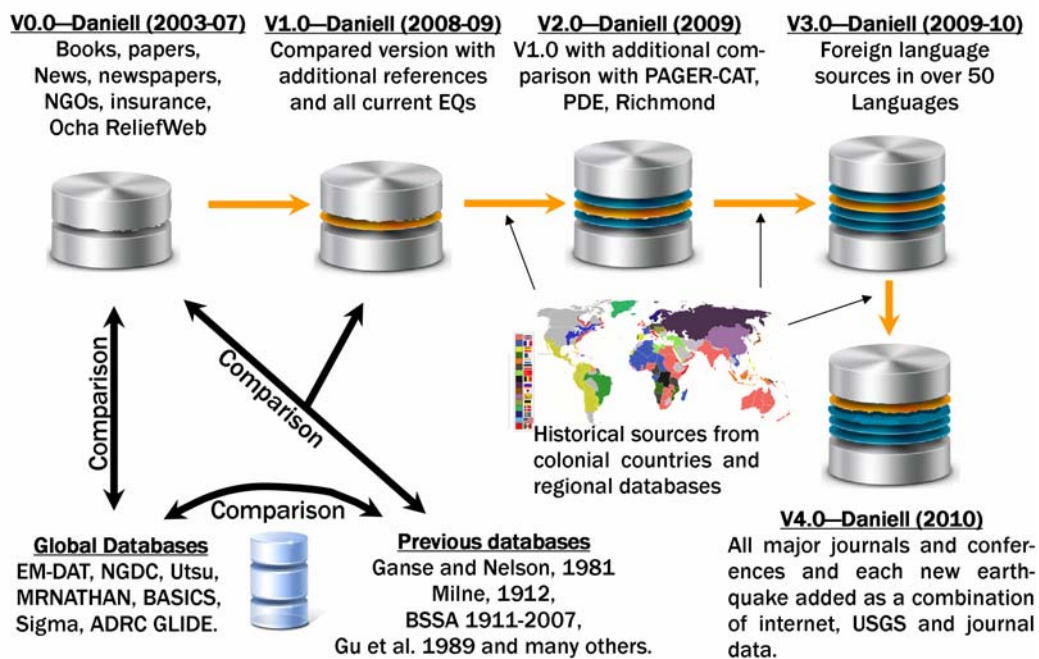 V0.0—Daniell (2003-07)
Books, papers,
News, newspapers,
NGOs, insurance,
Ocha ReliefWeb
V1.0—Daniell (2008-09)
Compared version with
additional references
and all current EQs
V2.0—Daniell (2009)
V1.0 with additional com-
parison with PAGER-CAT,
PDE, Richmond
V3.0—Daniell (2009-10)
Foreign language
sources in over 50
Languages
Comparison
Comparison
Comparison
Historical sources from
colonial countries and
regional databases
Global Databases
EM-DAT, NGDC, Utsu,
MRNATHAN, BASICS,
Sigma, ADRC GLIDE.
Previous databases
Ganse and Nelson, 1981
Milne, 1912,
BSSA 1911-2007,
Gu et al. 1989 and many others.
V4.0—Daniell (2010)
All major journals and confer-
ences and each new earth-
quake added as a combination
of internet, USGS and journal
data.